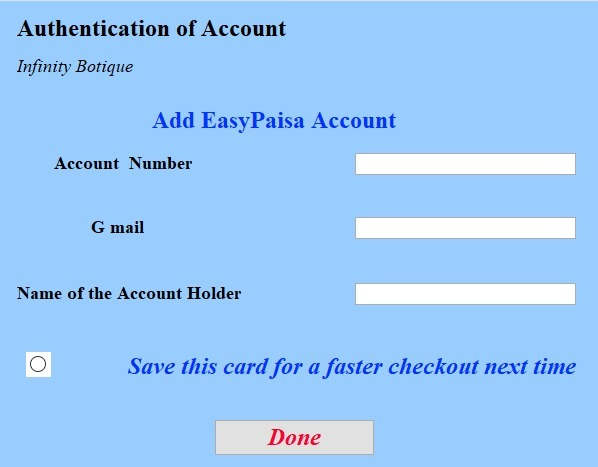 Authentication of Account
Infinity Botique
Add EasyPaisa Account
Account Number
G mail
Name of the Account Holder
Save this card for a faster checkout next time
Done